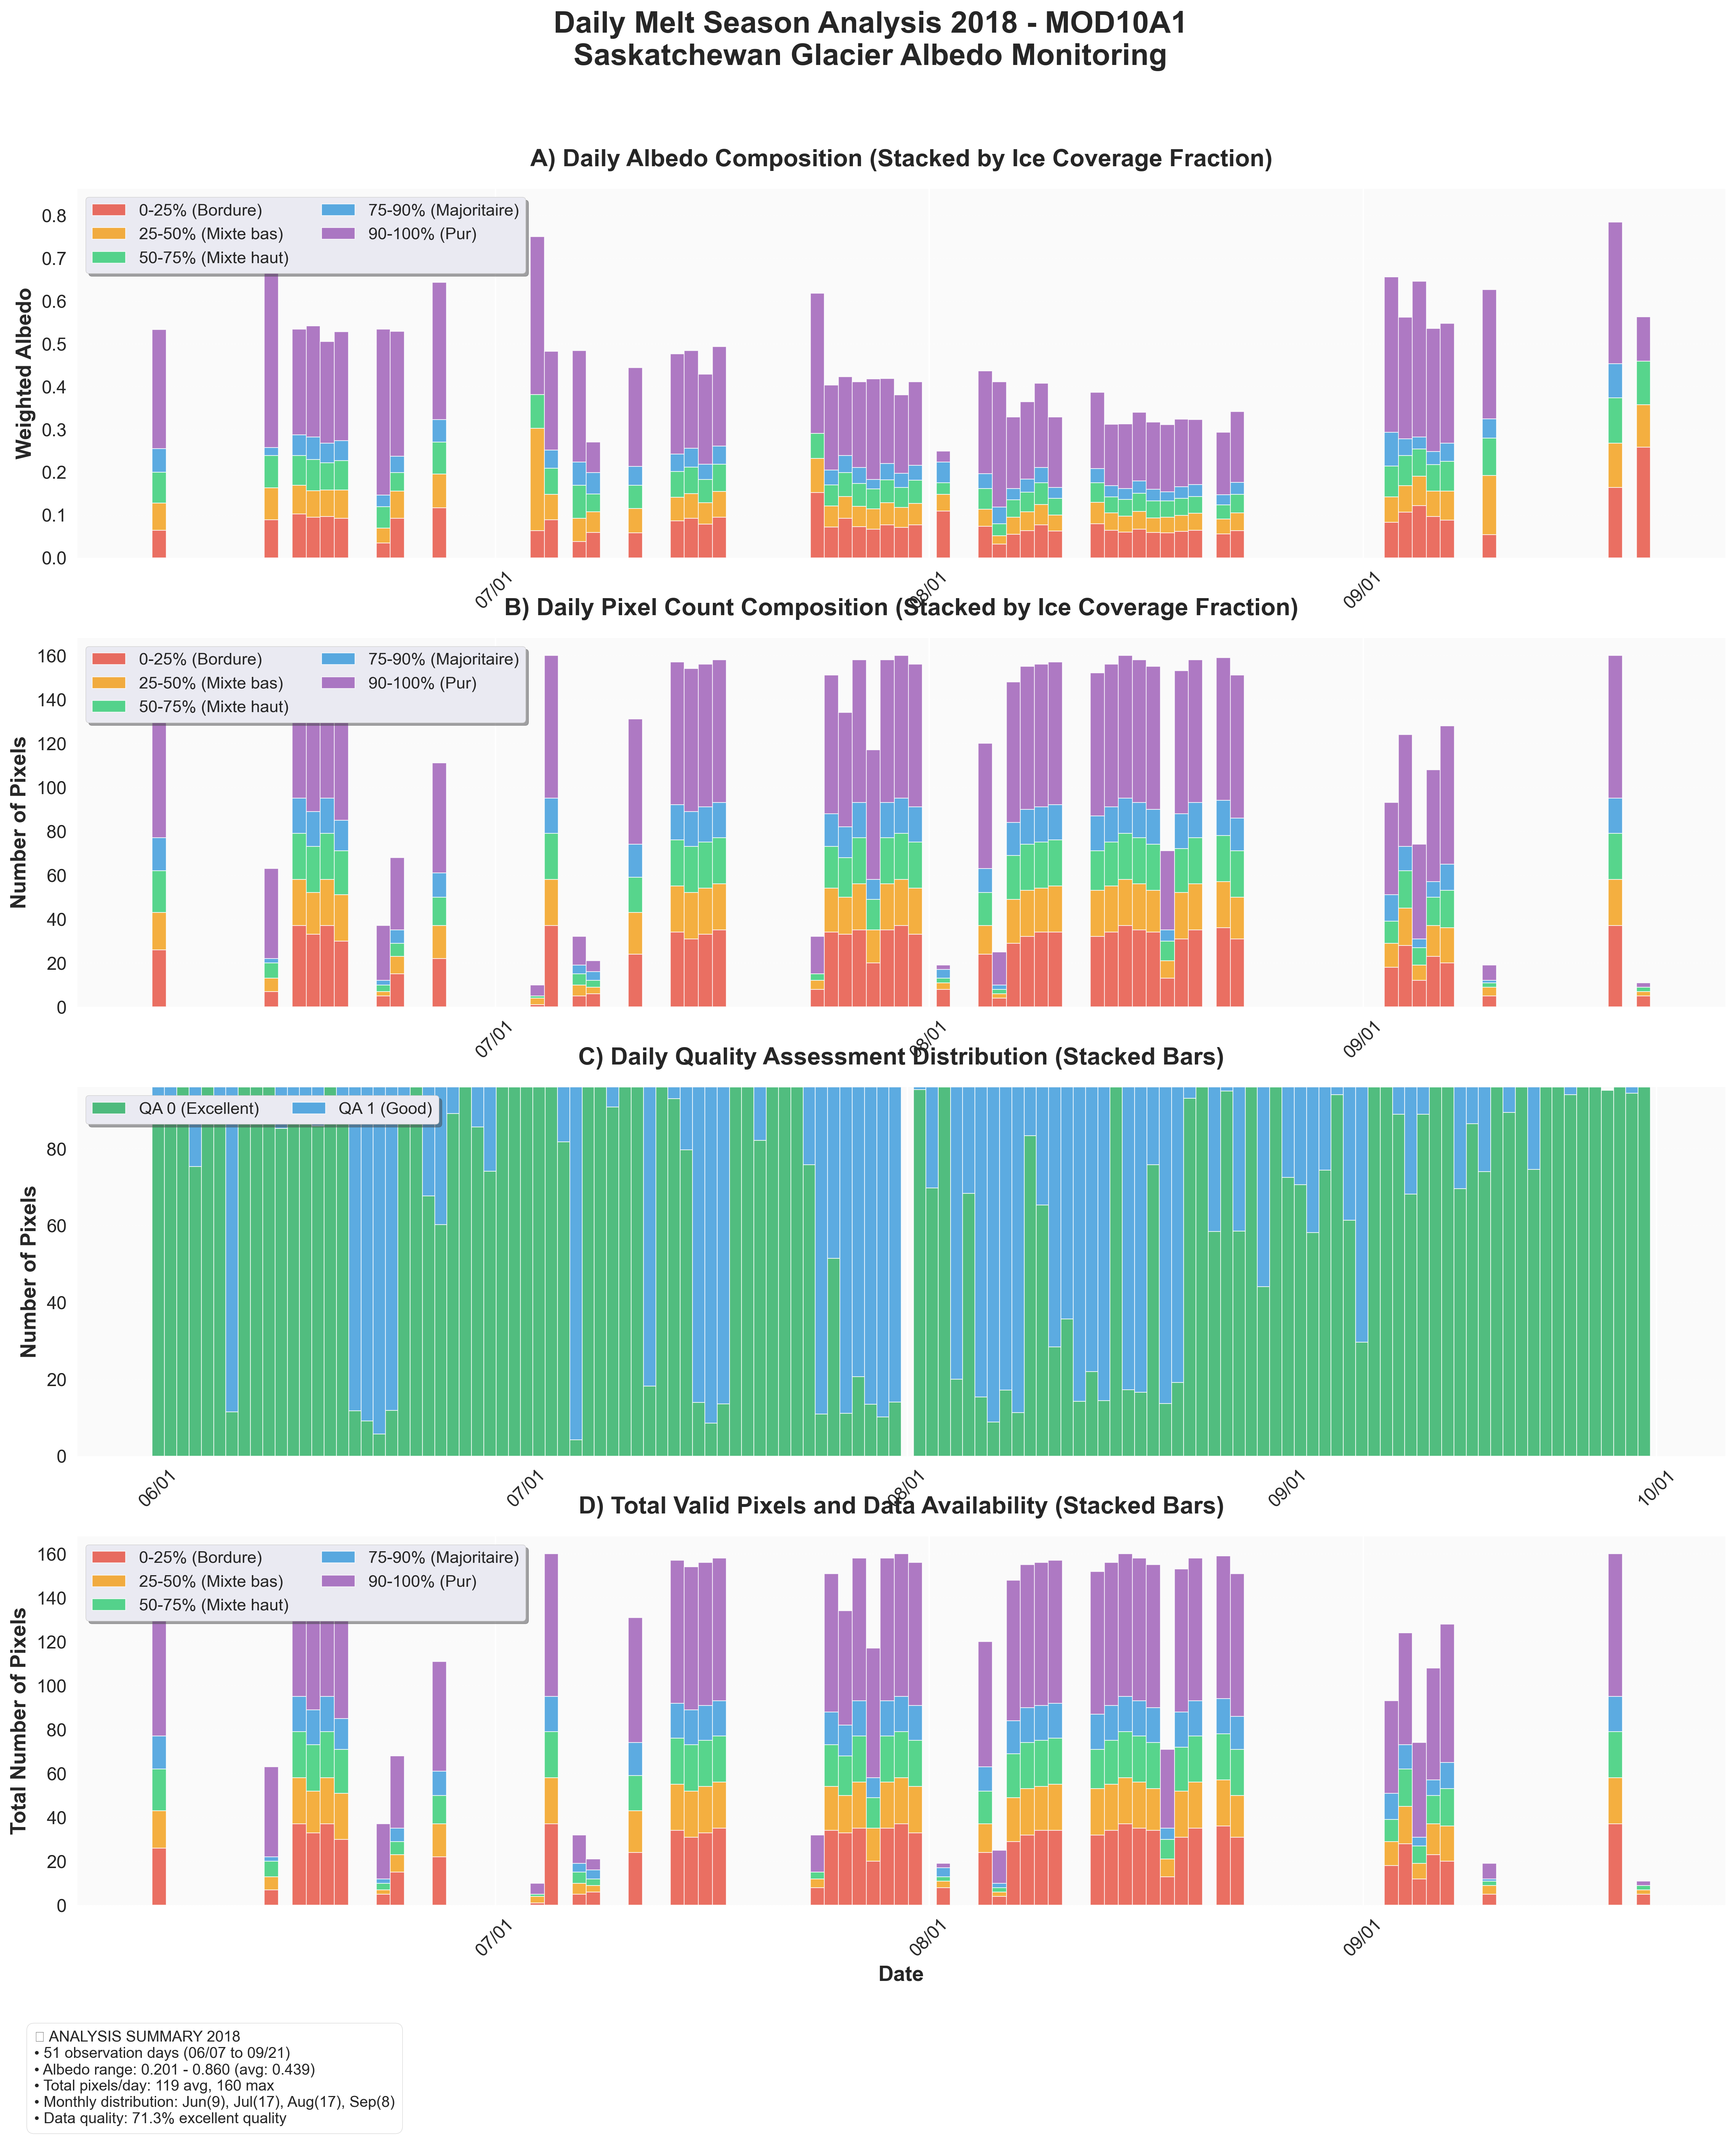 Daily Melt Season Analysis 2018 - MOD10A1
Saskatchewan Glacier Albedo Monitoring
A) Daily Albedo Composition (Stacked by Ice Coverage Fraction)
0-25% (Bordure)
25-50% (Mixte bas)
50-75% (Mixte haut)
75-90% (Majoritaire)
90-100% (Pur)
Weighted Albedo
0.8
0.7
0.6
0.5
0.4
0.3
0.2
0.1
0.0
07/01
08/01
09/01
B) Daily Pixel Count Composition (Stacked by Ice Coverage Fraction)
0-25% (Bordure)
25-50% (Mixte bas)
50-75% (Mixte haut)
75-90% (Majoritaire)
90-100% (Pur)
Number of Pixels
160
140
120
100
80
60
40
20
0
07/01
08/01
09/01
C) Daily Quality Assessment Distribution (Stacked Bars)
QA 0 (Excellent)
QA 1 (Good)
Number of Pixels
80
60
40
20
0
06/01
07/01
08/01
09/01
10/01
D) Total Valid Pixels and Data Availability (Stacked Bars)
0-25% (Bordure)
25-50% (Mixte bas)
50-75% (Mixte haut)
75-90% (Majoritaire)
90-100% (Pur)
Total Number of Pixels
160
140
120
100
80
60
40
20
0
07/01
08/01
09/01
Date
ANALYSIS SUMMARY 2018
• 51 observation days (06/07 to 09/21)
• Albedo range: 0.201 - 0.860 (avg: 0.439)
• Total pixels/day: 119 avg, 160 max
• Monthly distribution: Jun(9), Jul(17), Aug(17), Sep(8)
• Data quality: 71.3% excellent quality